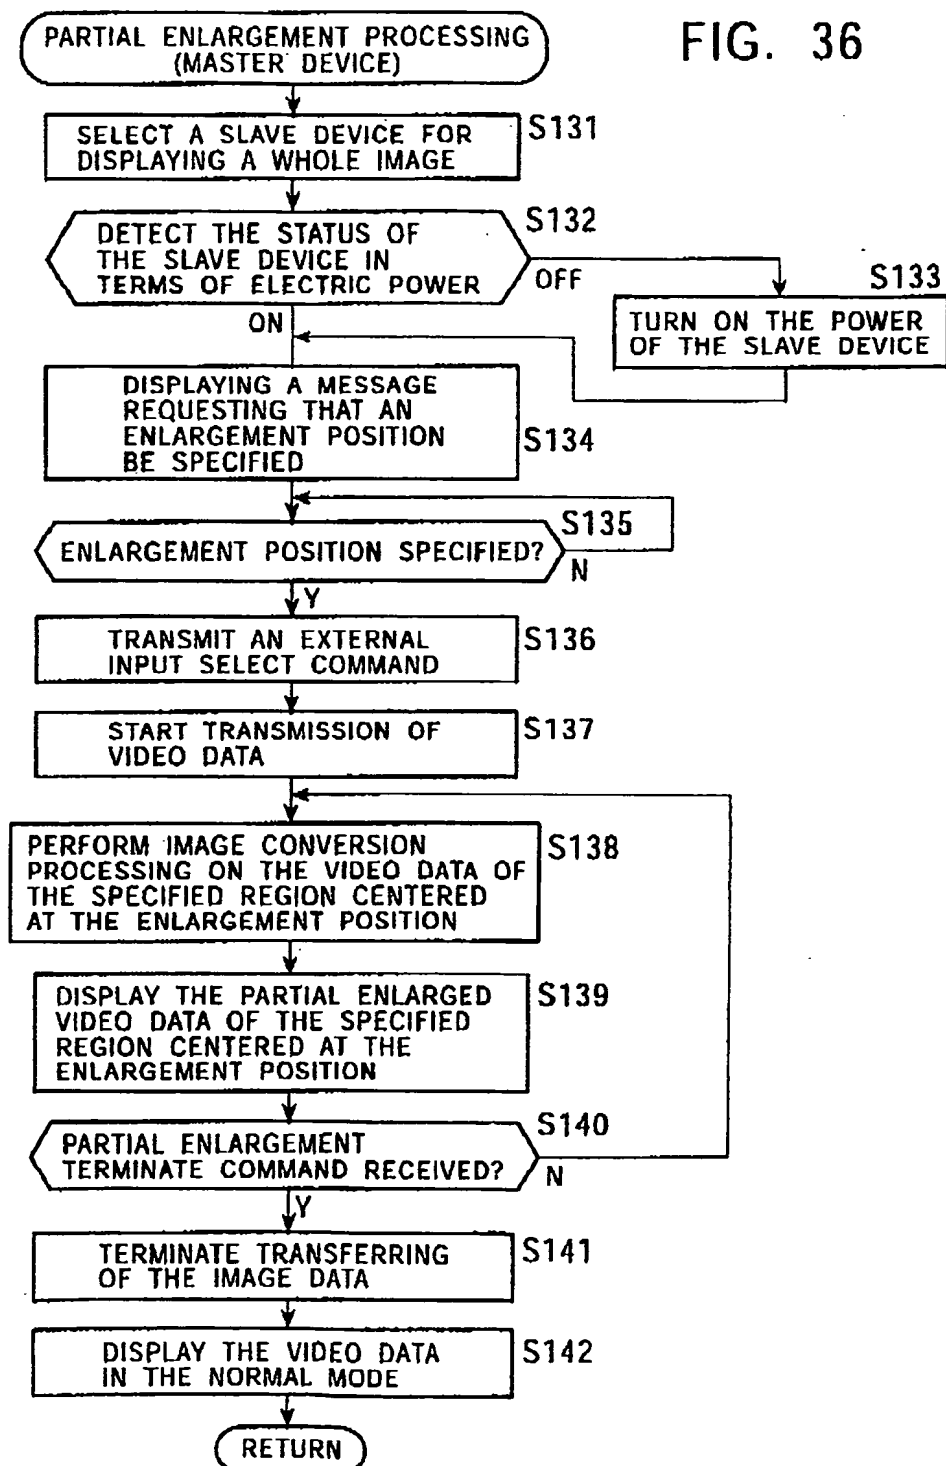 FIG. 36
PARTIAL ENLARGEMENT PROCESSING
(MASTER DEVICE)
S131
SELECT A SLAVE DEVICE FOR
DISPLAYING A WHOLE IMAGE
S132
DETECT THE STATUS OF
THE SLAVE DEVICE IN
TERMS OF ELECTRIC POWER
OFF
ON
S133
TURN ON THE POWER
OF THE SLAVE DEVICE
DISPLAYING A MESSAGE
REQUESTING THAT AN
ENLARGEMENT POSITION
BE SPECIFIED
S134
S135
ENLARGEMENT POSITION SPECIFIED?
N
Y
S136
TRANSMIT AN EXTERNAL
INPUT SELECT COMMAND
S137
START TRANSMISSION OF
VIDEO DATA
S138
PERFORM IMAGE CONVERSION
PROCESSING ON THE VIDEO DATA OF
THE SPECIFIED REGION CENTERED
AT THE ENLARGEMENT POSITION
S139
DISPLAY THE PARTIAL ENLARGED
VIDEO DATA OF THE SPECIFIED
REGION CENTERED AT THE
ENLARGEMENT POSITION
S140
PARTIAL ENLARGEMENT
TERMINATE COMMAND RECEIVED?
N
Y
S141
TERMINATE TRANSFERRING
OF THE IMAGE DATA
S142
DISPLAY THE VIDEO DATA
IN THE NORMAL MODE
RETURN